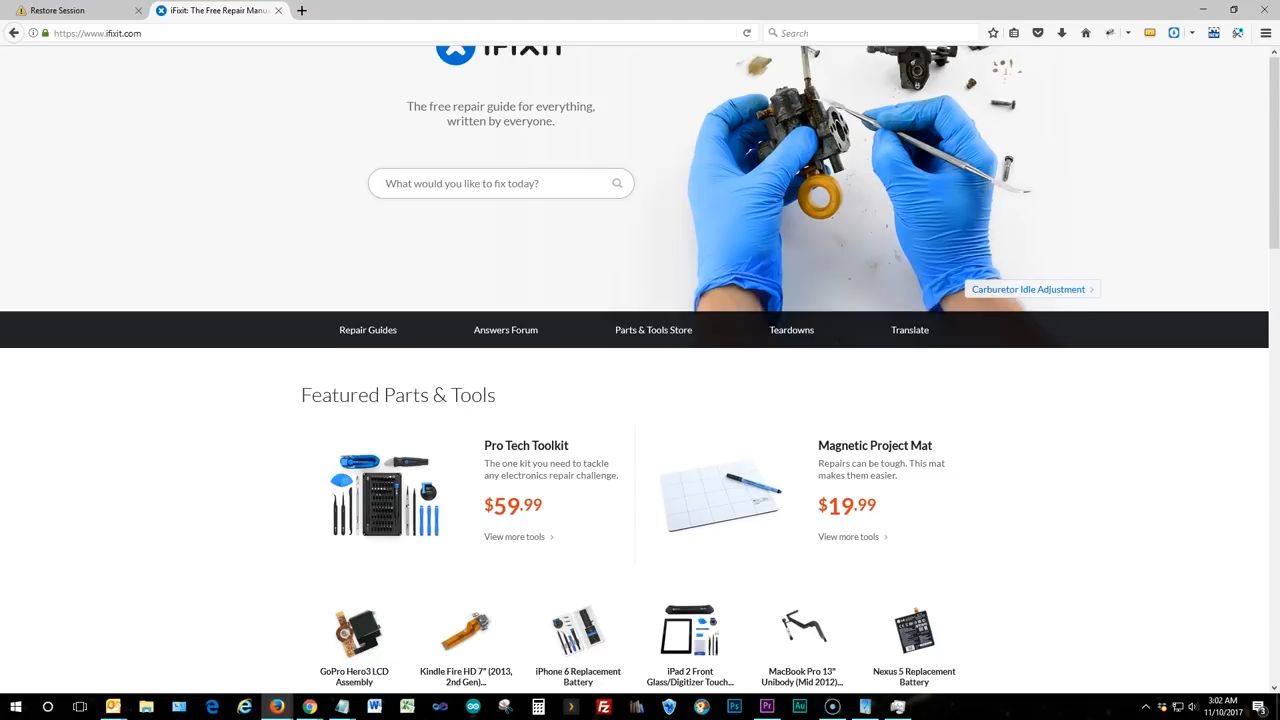 Restore Session
iFixit: The Free Repair Manu
https://www.ifixit.com
Search
iFixit
The free repair guide for everything,
written by everyone.
What would you like to fix today?
Carburetor Idle Adjustment >
Repair Guides
Answers Forum
Parts & Tools Store
Teardowns
Translate
Featured Parts & Tools
Pro Tech Toolkit
The one kit you need to tackle
any electronics repair challenge.
$59.99
View more tools >
Magnetic Project Mat
Repairs can be tough. This mat
makes them easier.
$19.99
View more tools >
GoPro Hero3 LCD
Assembly
Kindle Fire HD 7" (2013,
2nd Gen)...
iPhone 6 Replacement
Battery
iPad 2 Front
Glass/Digitizer Touch...
MacBook Pro 13"
Unibody (Mid 2012)...
Nexus 5 Replacement
Battery
3:02 AM
11/10/2017